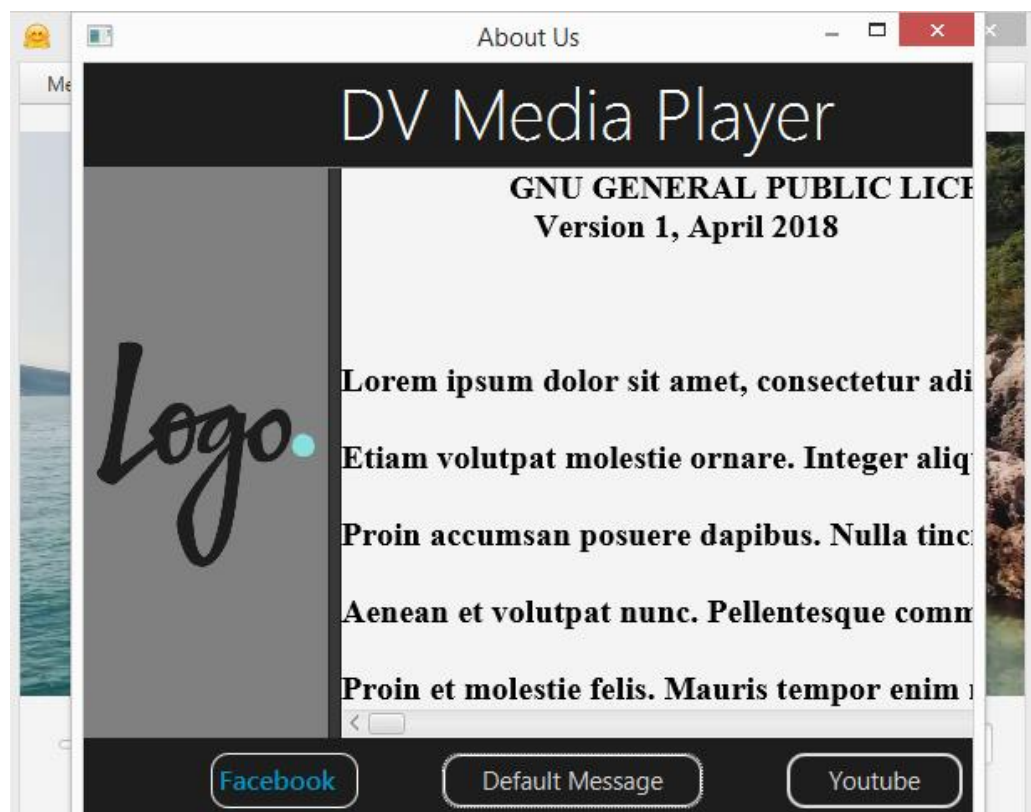 About Us
Me
DV Media Player
GNU GENERAL PUBLIC LICE
Version 1, April 2018
Logo.
Lorem ipsum dolor sit amet, consectetur adi
Etiam volutpat molestie ornare. Integer aliq
Proin accumsan posuere dapibus. Nulla tinc
Aenean et volutpat nunc. Pellentesque comm
Proin et molestie felis. Mauris tempor enim
Facebook
Default Message
Youtube